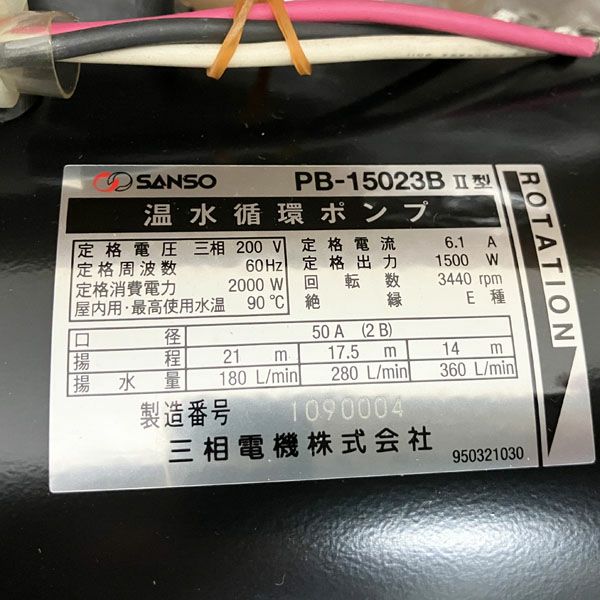 SANSO PB-15023B II型
温水循環ポンプ
定格電圧 三相 200 V 定格電流 6.1 A
定格周波数 60Hz 定格出力 1500 W
定格消費電力 2000 W 回転数 3440 rpm
屋内用・最高使用水温 90℃ 絶縁 E種
口径 50A (2B)
揚程 21 m 17.5 m 14 m
揚水量 180 L/min 280 L/min 360 L/min
製造番号 1090004
三相電機株式会社 950321030
ROTATION